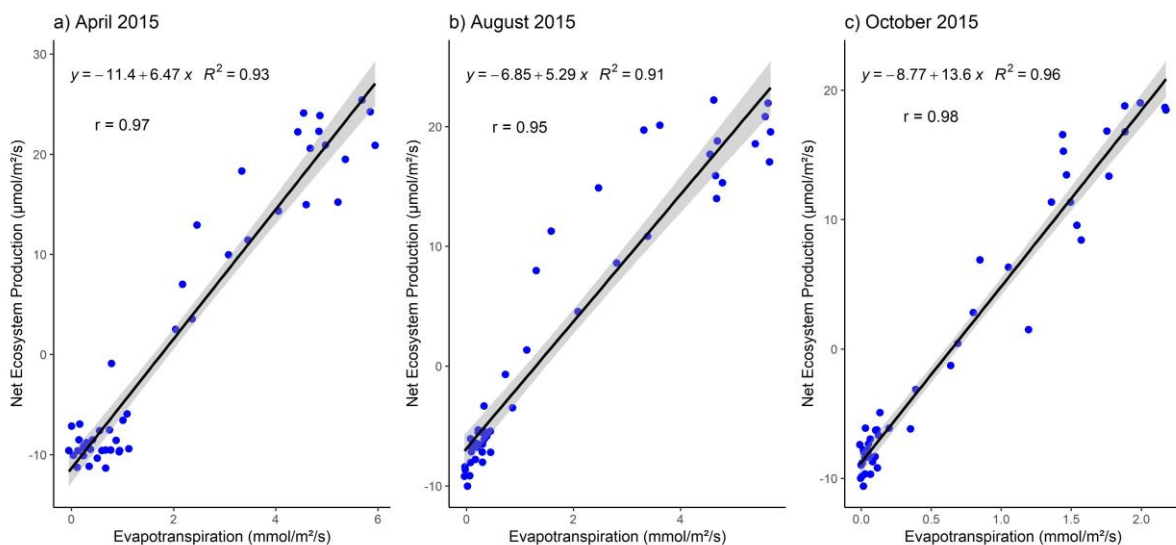 a) April 2015
y = −11.4 + 6.47 x R² = 0.93
r = 0.97
Net Ecosystem Production (µmol/m²/s)
30
20
10
0
-10
0
2
4
6
Evapotranspiration (mmol/m²/s)
b) August 2015
y = −6.85 + 5.29 x R² = 0.91
r = 0.95
Net Ecosystem Production (µmol/m²/s)
20
10
0
-10
0
2
4
Evapotranspiration (mmol/m²/s)
c) October 2015
y = −8.77 + 13.6 x R² = 0.96
r = 0.98
Net Ecosystem Production (µmol/m²/s)
20
10
0
-10
0.0
0.5
1.0
1.5
2.0
Evapotranspiration (mmol/m²/s)